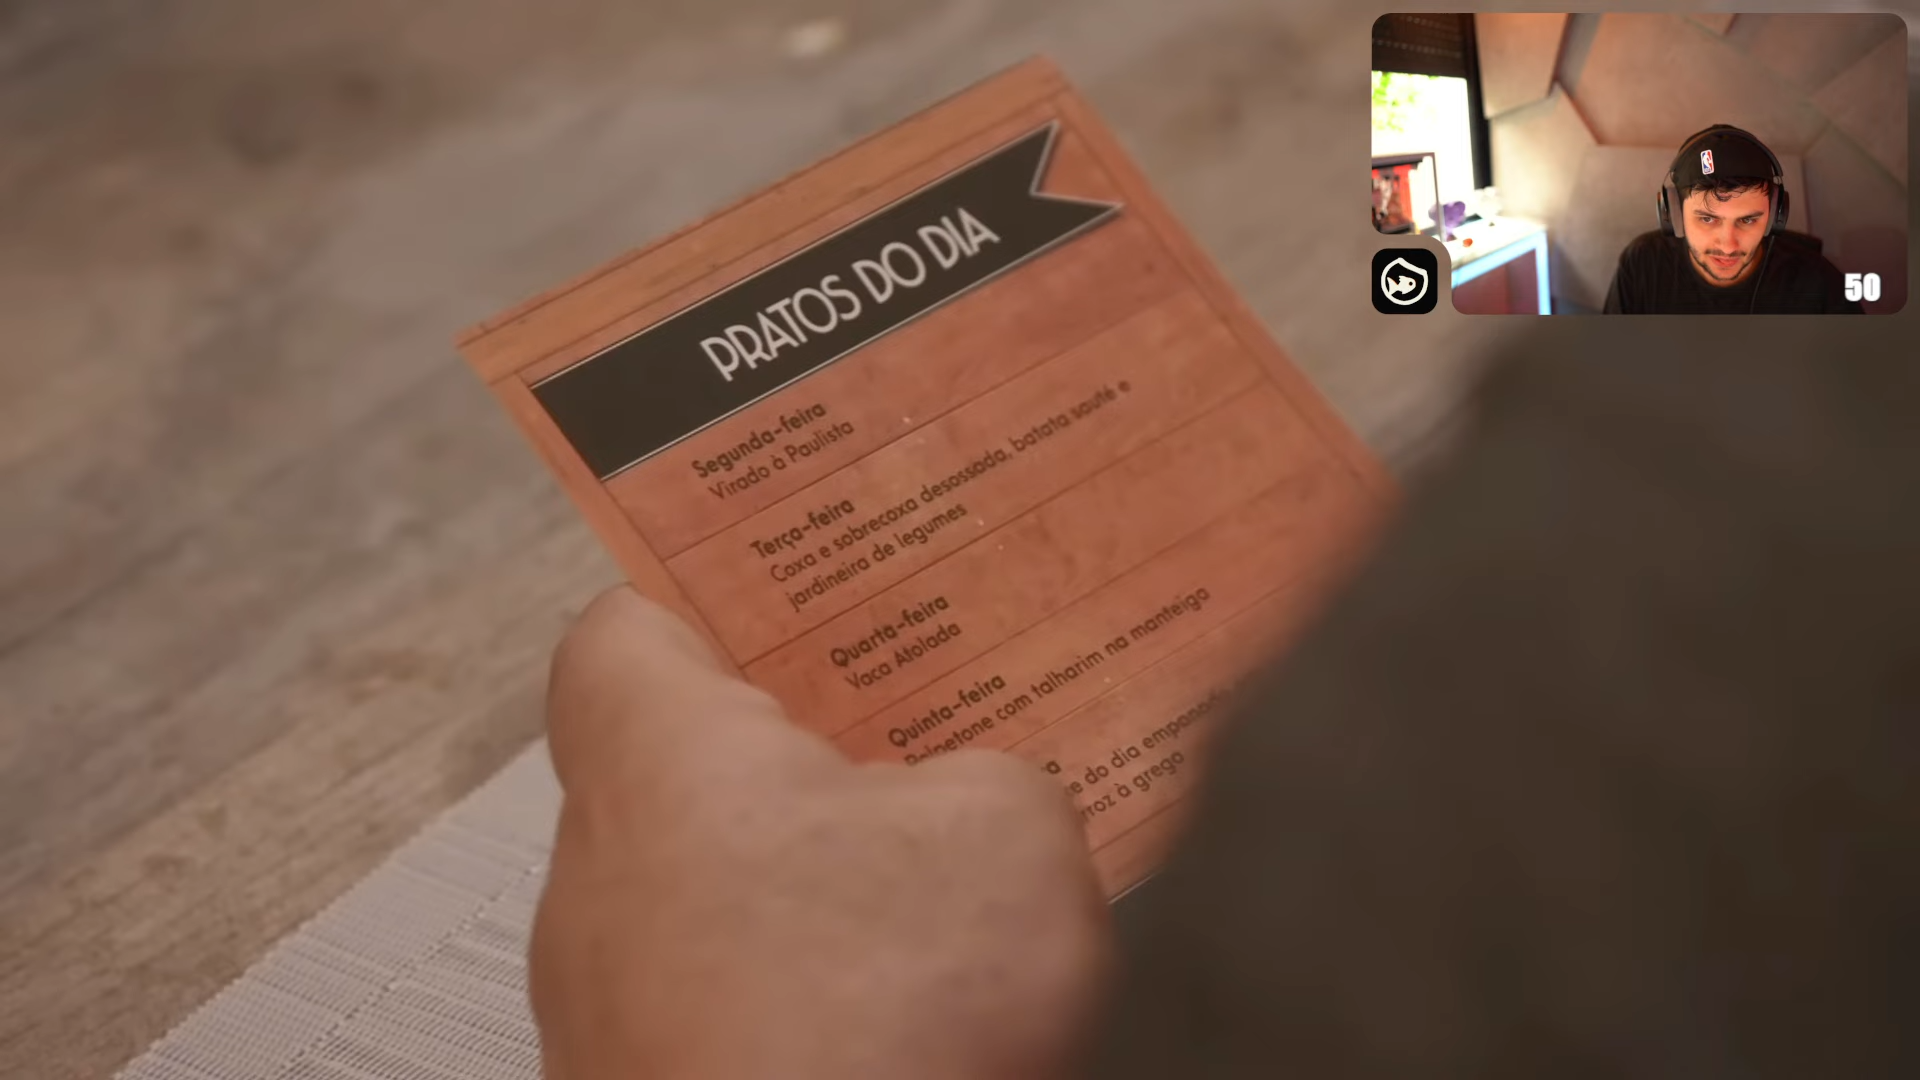 PRATOS DO DIA
Segunda-feira
Virado à Paulista
Terça-feira
Coxa e sobrecoxa desossada, batata sauté e
jardineira de legumes
Quarta-feira
Vaca Atolada
Quinta-feira
Polpetone com talharim na manteiga
do dia
à grego
50